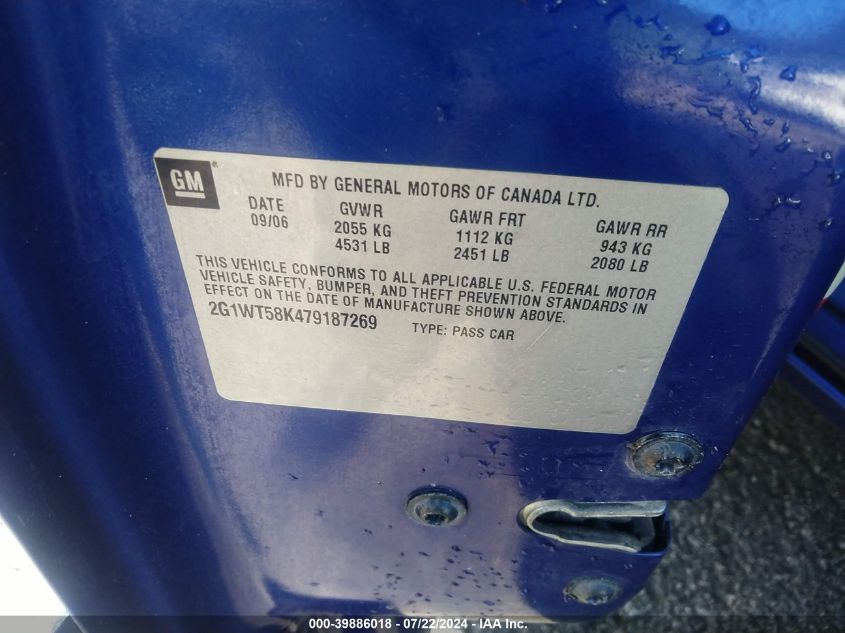 GM
MFD BY GENERAL MOTORS OF CANADA LTD.
DATE GVWR GAWR FRT GAWR RR
09/06 2055 KG 1112 KG 943 KG
4531 LB 2451 LB 2080 LB
THIS VEHICLE CONFORMS TO ALL APPLICABLE U.S. FEDERAL MOTOR
VEHICLE SAFETY, BUMPER, AND THEFT PREVENTION STANDARDS IN
EFFECT ON THE DATE OF MANUFACTURE SHOWN ABOVE.
2G1WT58K479187269 TYPE: PASS CAR
000-39886018 - 07/22/2024 - IAA Inc.